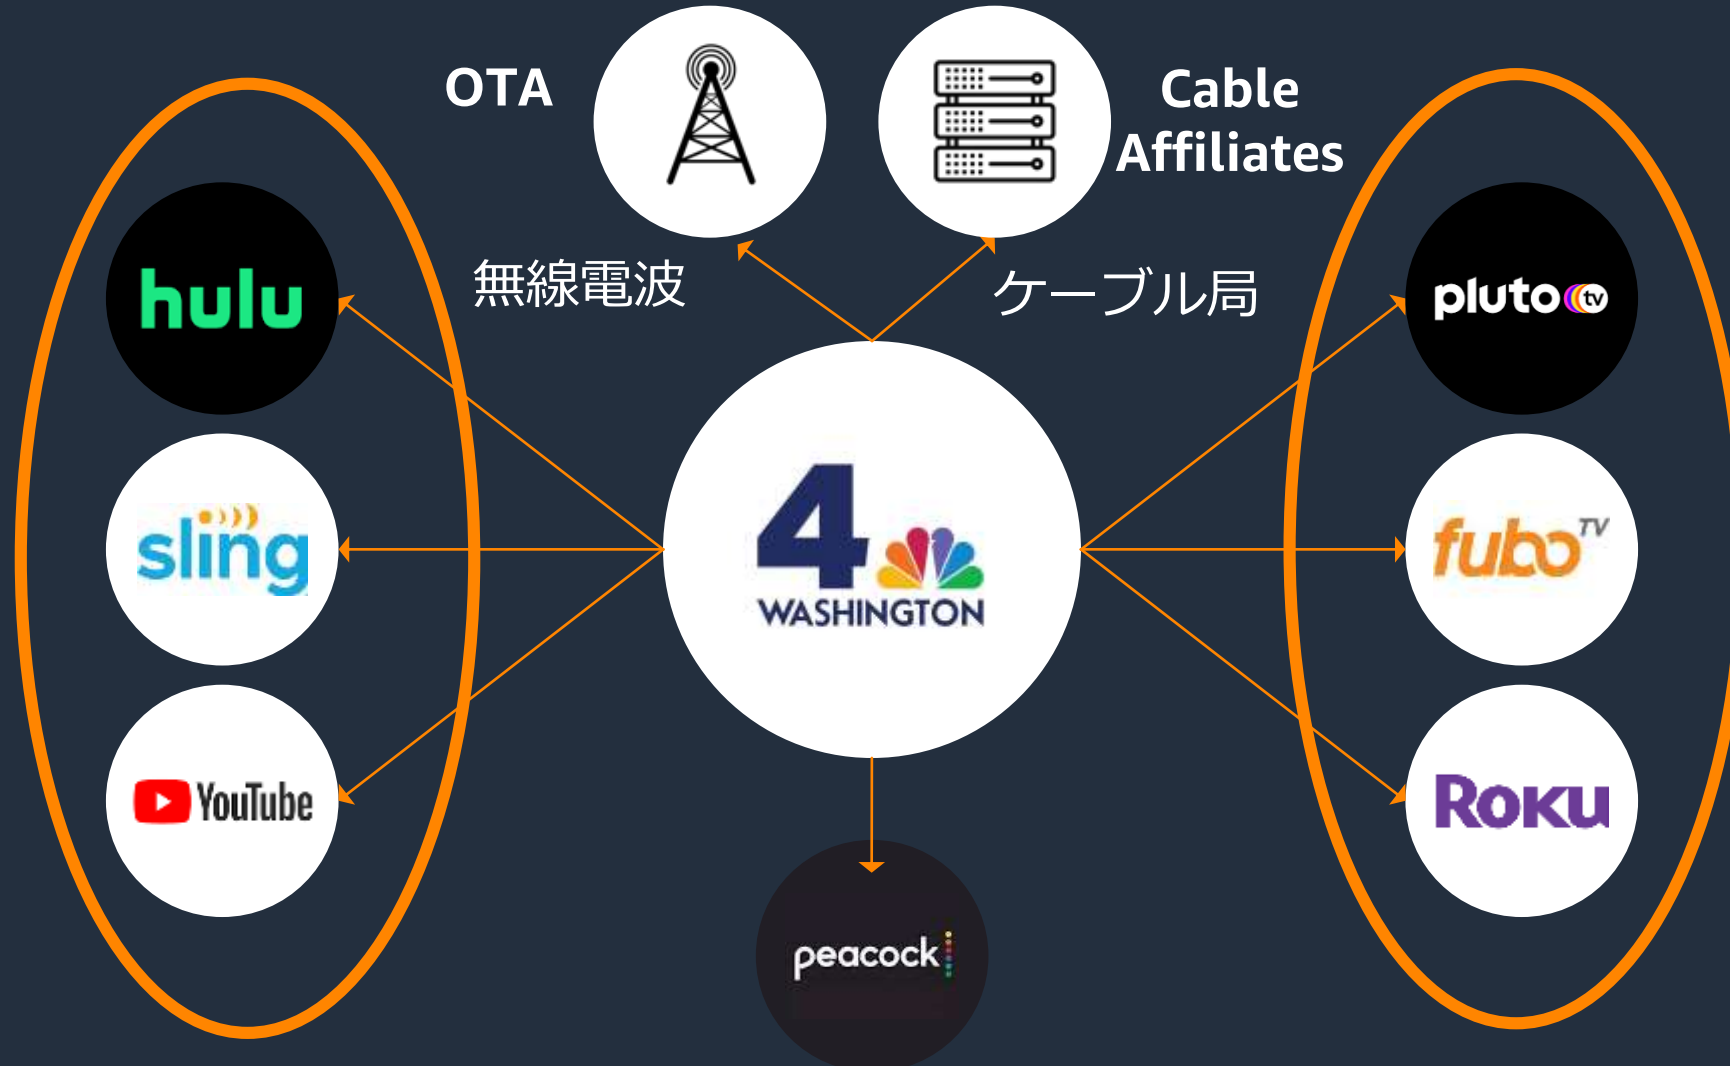 OTA
Cable
Affiliates
無線電波
ケーブル局
hulu
pluto tv
4
WASHINGTON
sling
fubo TV
YouTube
ROKU
peacock